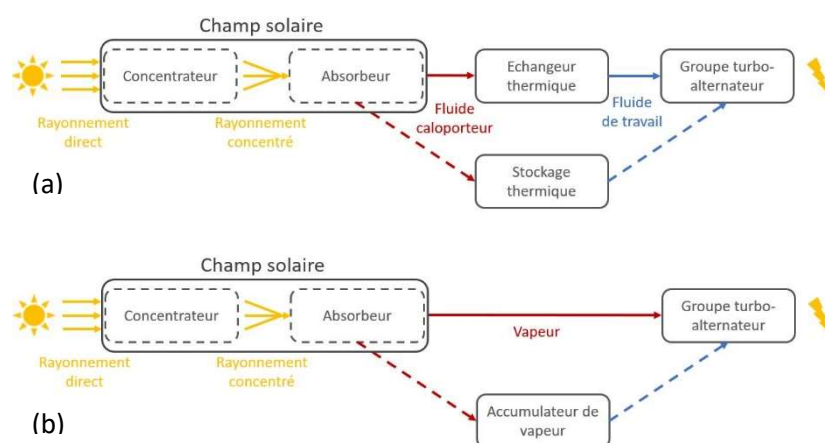 Champ solaire
Concentrateur
Absorbeur
Echangeur
thermique
Groupe turbo-
alternateur
Rayonnement
direct
Rayonnement
concentré
Fluide
caloporteur
Fluide
de travail
Stockage
thermique
(a)
Champ solaire
Concentrateur
Absorbeur
Vapeur
Groupe turbo-
alternateur
Rayonnement
direct
Rayonnement
concentré
Accumulateur de
vapeur
(b)